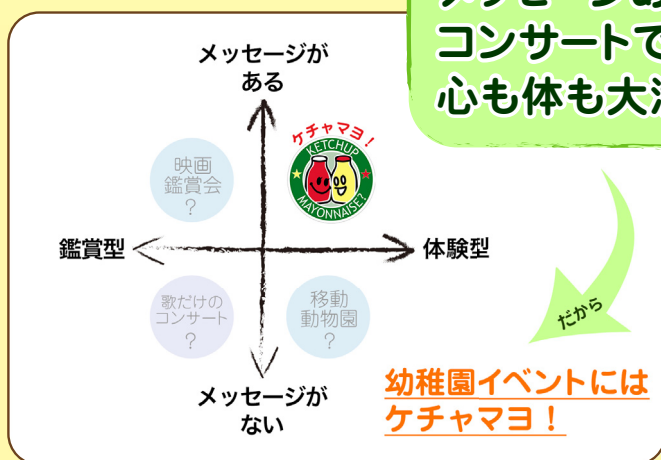 コンサートで
心も体も大
メッセージが
ある
ケチャマヨ！
KETCHUP
MAYONNAISE?
映画
鑑賞会
？
鑑賞型
体験型
歌だけの
コンサート
？
移動
動物園
？
メッセージが
ない
だから
幼稚園イベントには
ケチャマヨ！